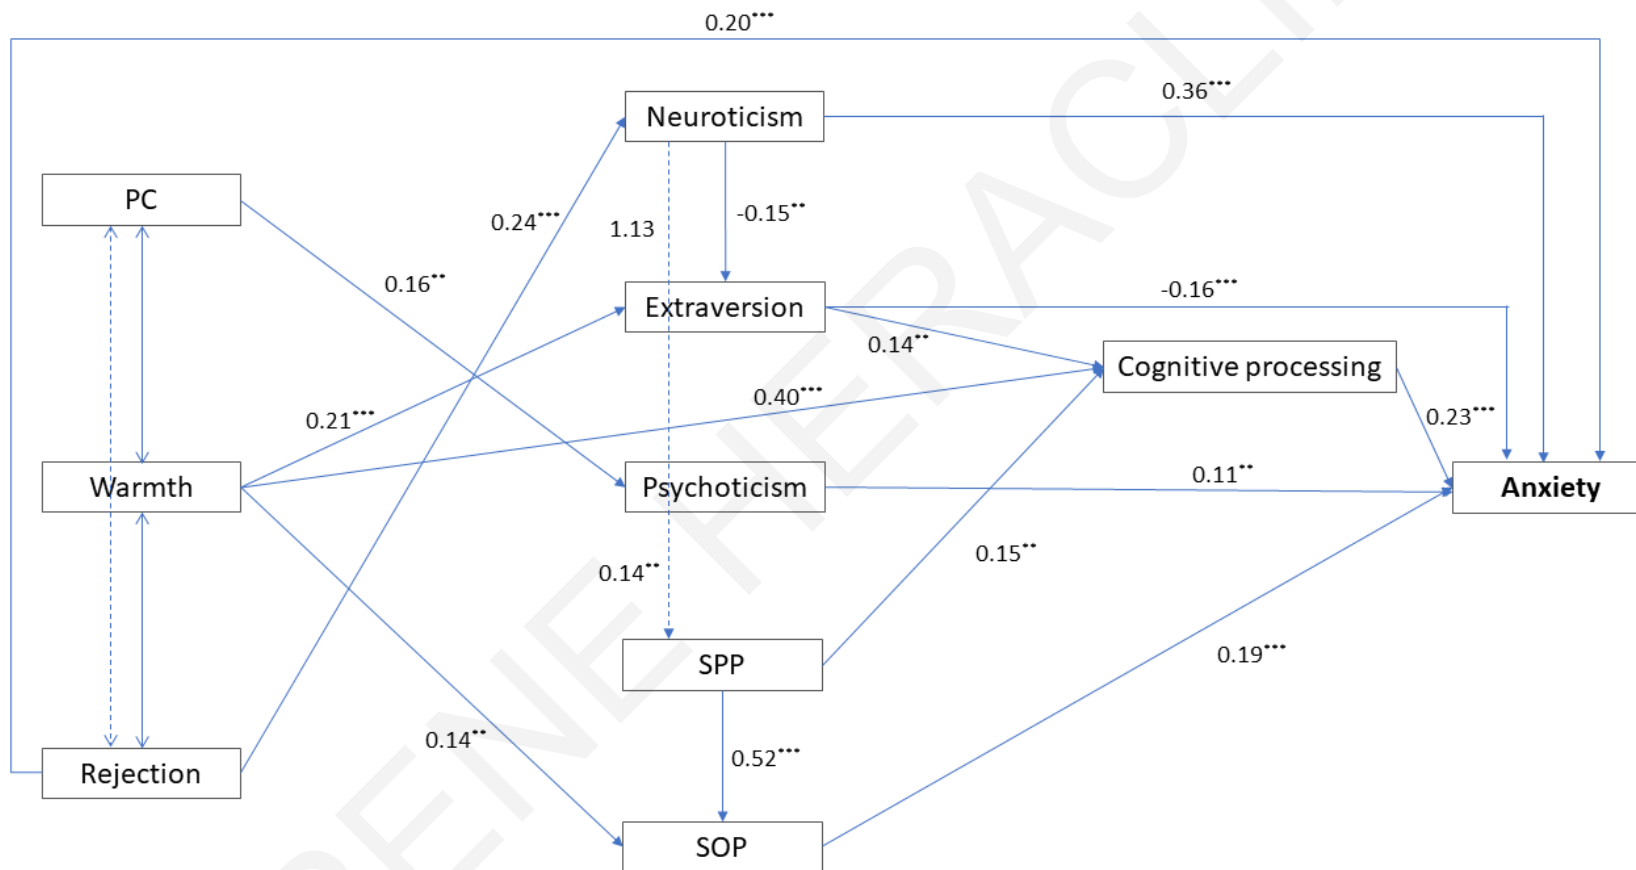 0.20***
Neuroticism
0.36***
PC
0.24***
1.13
-0.15**
0.16**
Extraversion
-0.16***
0.14**
Cognitive processing
0.21***
0.40***
0.23***
Warmth
Psychoticism
0.11**
Anxiety
0.15**
0.14**
SPP
0.19***
0.14**
0.52***
Rejection
SOP
RENE HERACLI